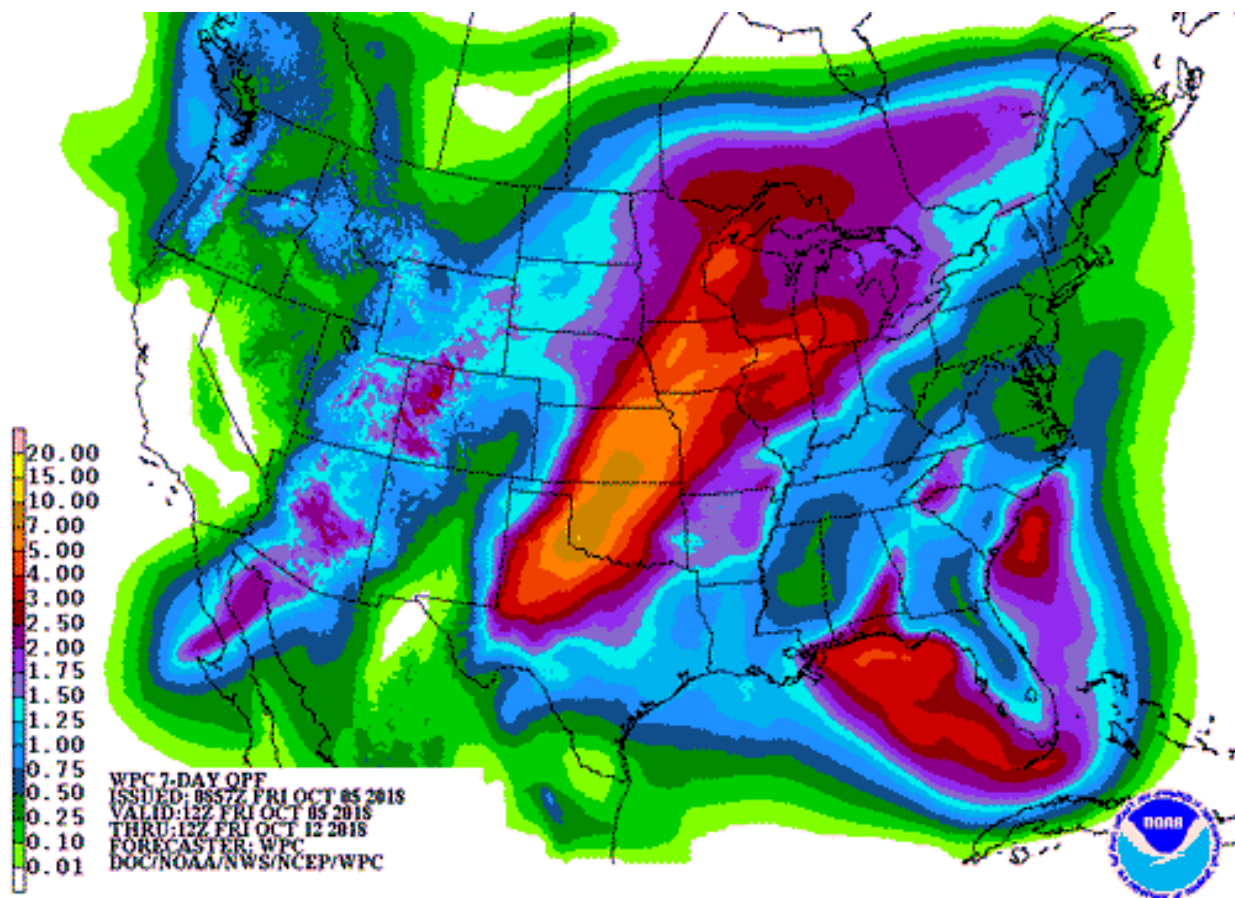 20.00
15.00
10.00
7.00
5.00
4.00
3.00
2.50
2.00
1.75
1.50
1.25
1.00
0.75
0.50
0.25
0.10
0.01
WPC 7-DAY QPF
ISSUED: 0857Z FRI OCT 05 2018
VALID:12Z FRI OCT 05 2018
THRU:12Z FRI OCT 12 2018
FORECASTER: WPC
DOC/NOAA/NWS/NCEP/WPC
NOAA